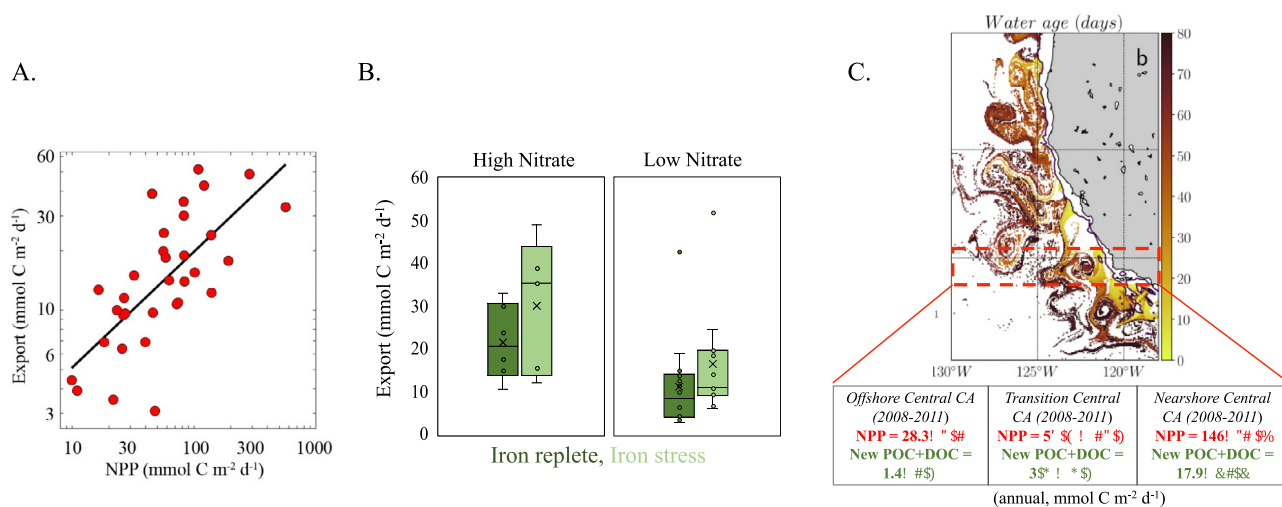 A.
60
30
10
6
3
Export (mmol C m⁻² d⁻¹)
10 30 100 300 1000
NPP (mmol C m⁻² d⁻¹)
B.
High Nitrate Low Nitrate
60
50
40
30
20
10
0
Export (mmol C m⁻² d⁻¹)
Iron replete, Iron stress
C.
Water age (days)
b
80
70
60
50
40
30
20
10
0
1
130°W 125°W 120°W
Offshore Central CA
(2008-2011)
NPP = 28.3! "$#
New POC+DOC =
1.4! #$)
Transition Central
CA (2008-2011)
NPP = 5' $( ! #"$)
New POC+DOC =
3$* ! *$)
Nearshore Central
CA (2008-2011)
NPP = 146! "#$%
New POC+DOC =
17.9! &#$&
(annual, mmol C m⁻² d⁻¹)